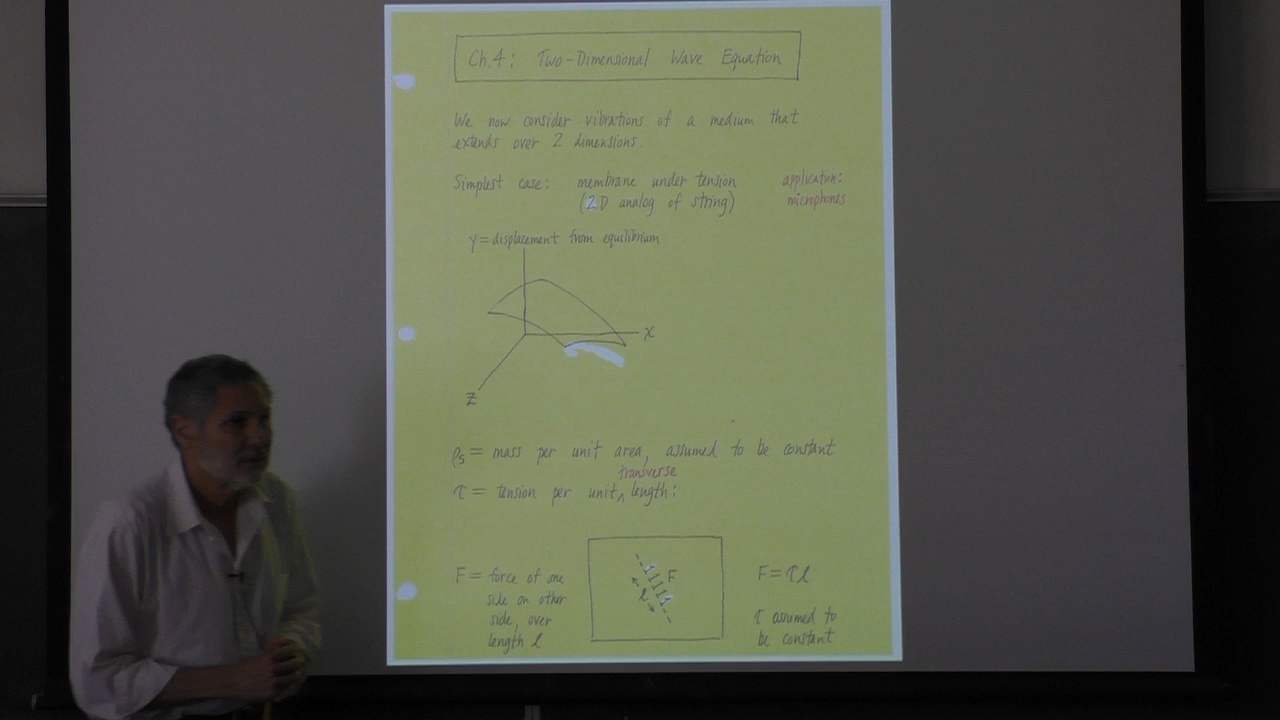 Ch.4: Two-Dimensional Wave Equation
We now consider vibrations of a medium that
extends over 2 dimensions.
Simplest case: membrane under tension
(2D analog of string)
application:
microphones
y = displacement from equilibrium
x
z
ρs = mass per unit area, assumed to be constant
transverse
τ = tension per unit ^ length:
F = force of one
side on other
side, over
length l
F
l
F = τl
τ assumed to
be constant